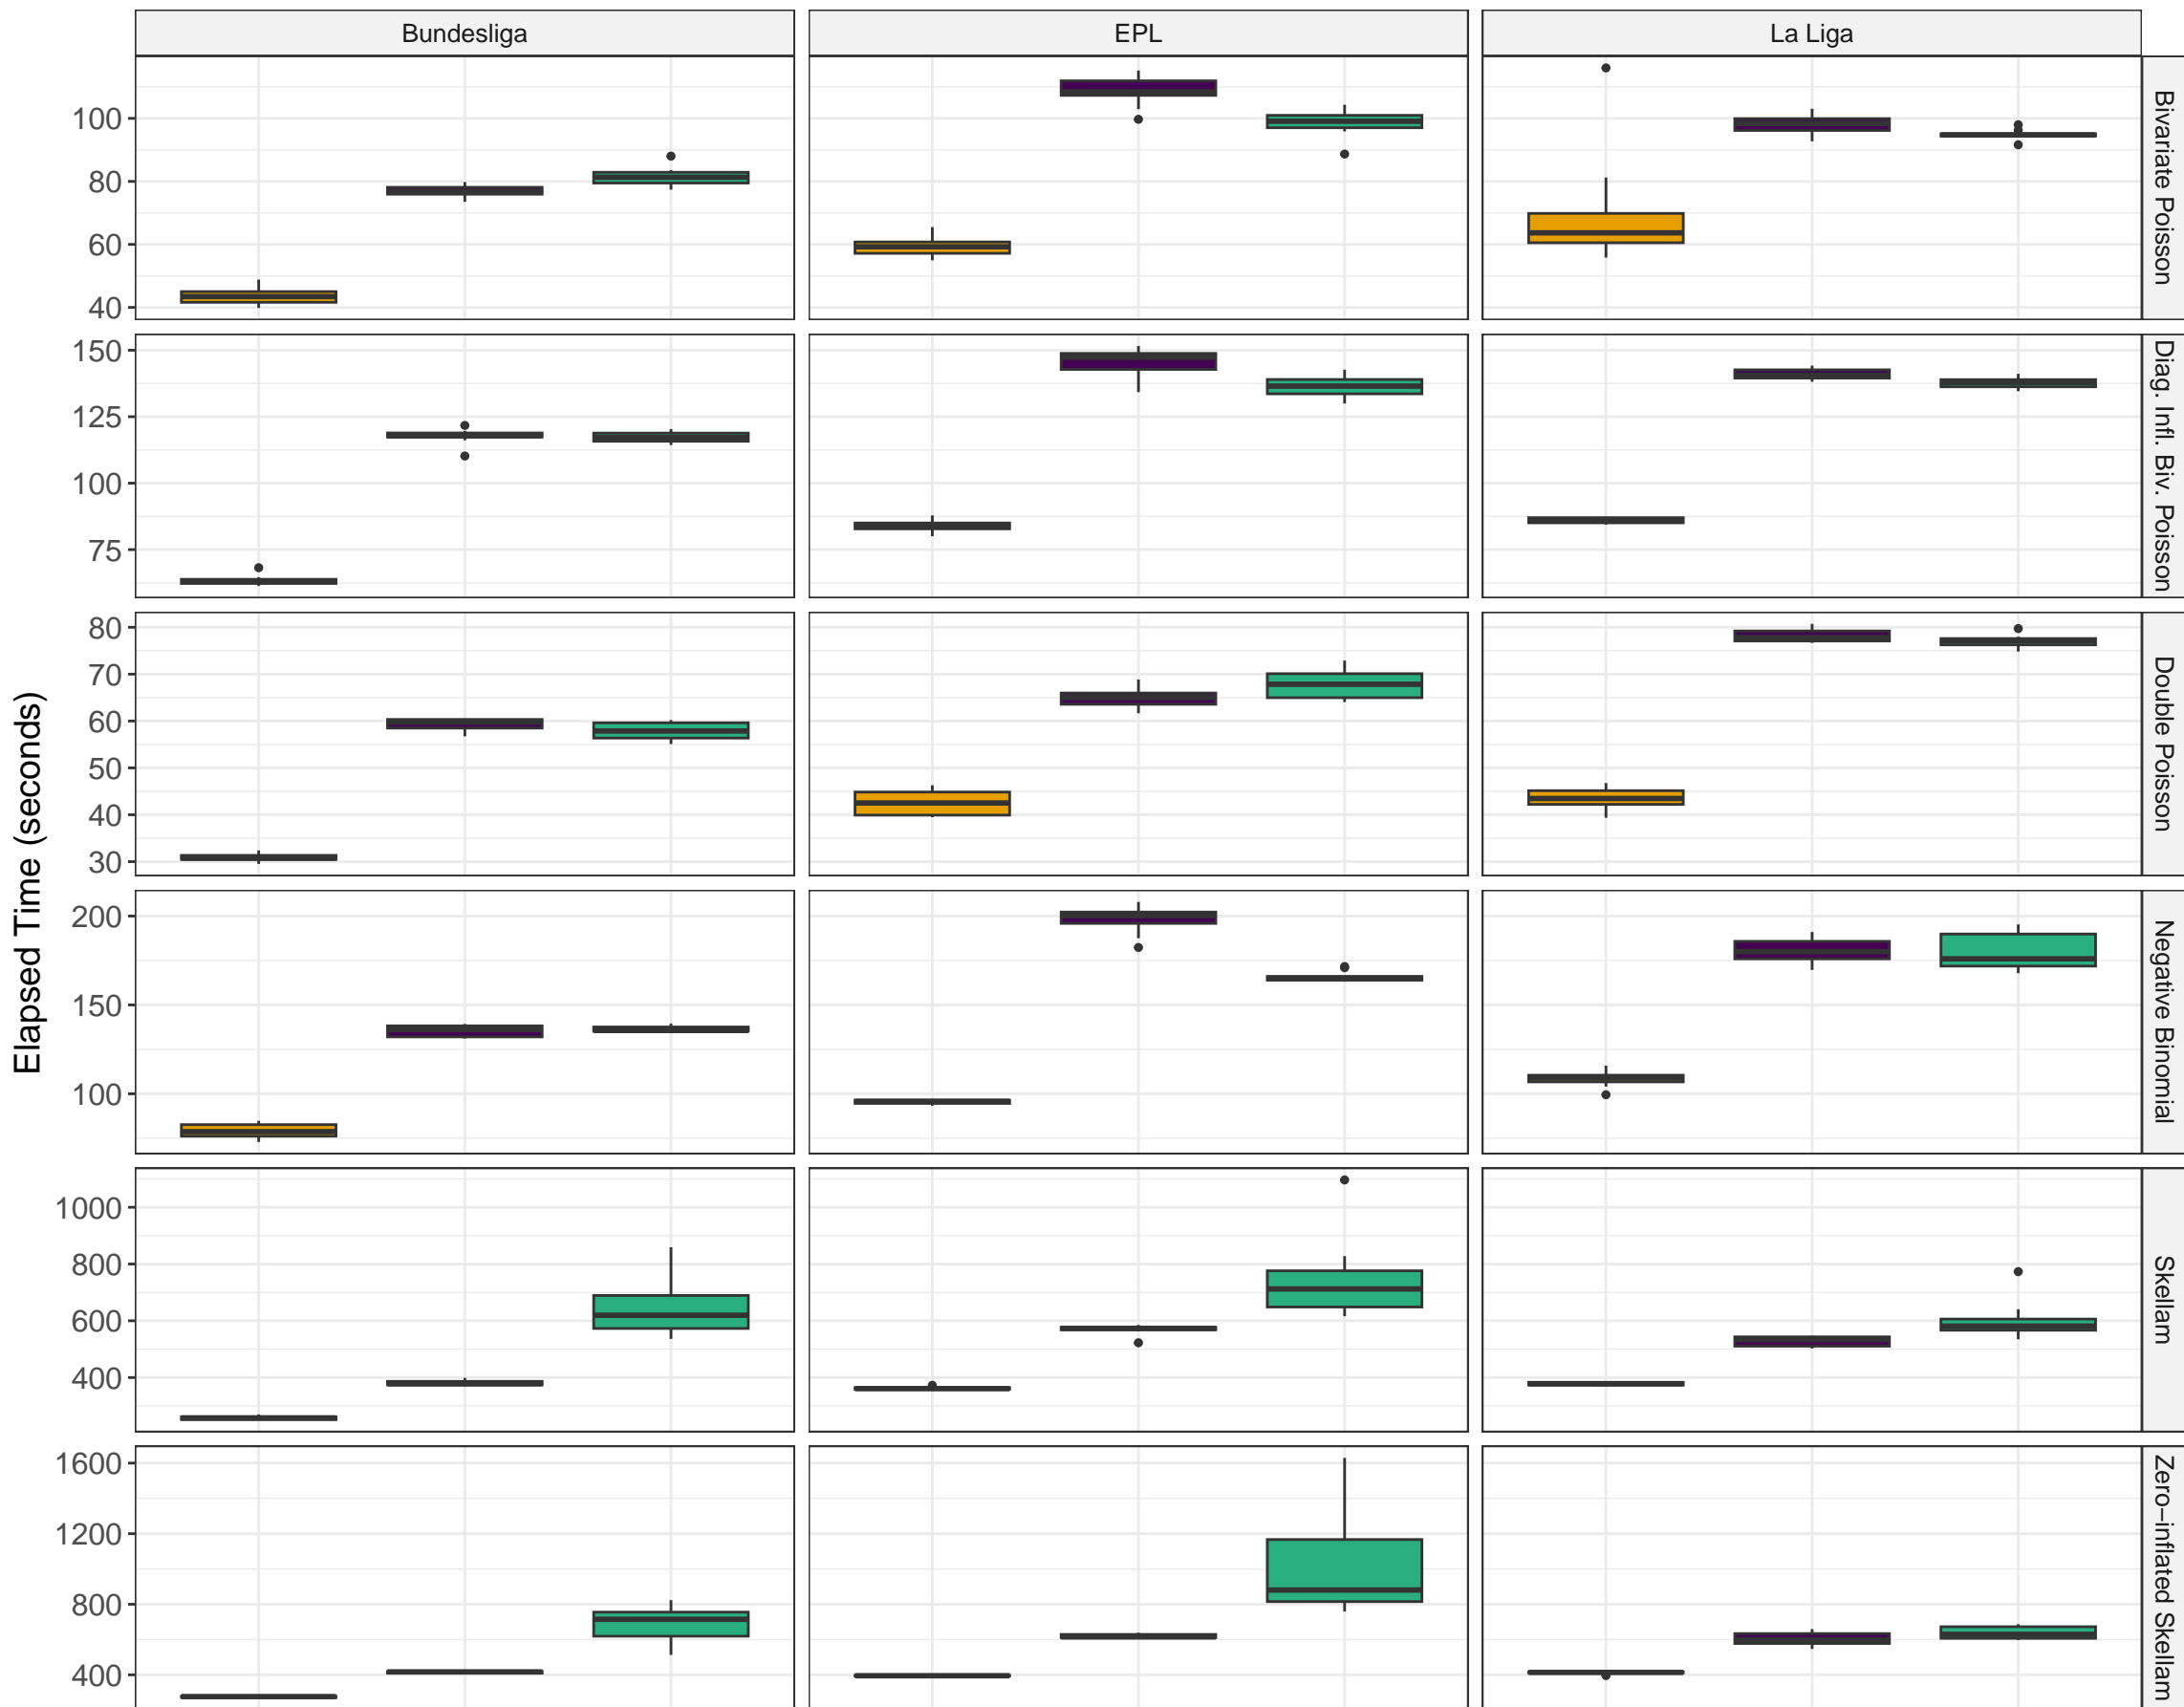 Bundesliga
EPL
La Liga
Elapsed Time (seconds)
100
80
60
40
Bivariate Poisson
150
125
100
75
Diag. Infl. Biv. Poisson
80
70
60
50
40
30
Double Poisson
200
150
100
Negative Binomial
1000
800
600
400
Skellam
1600
1200
800
400
Zero−inflated Skellam